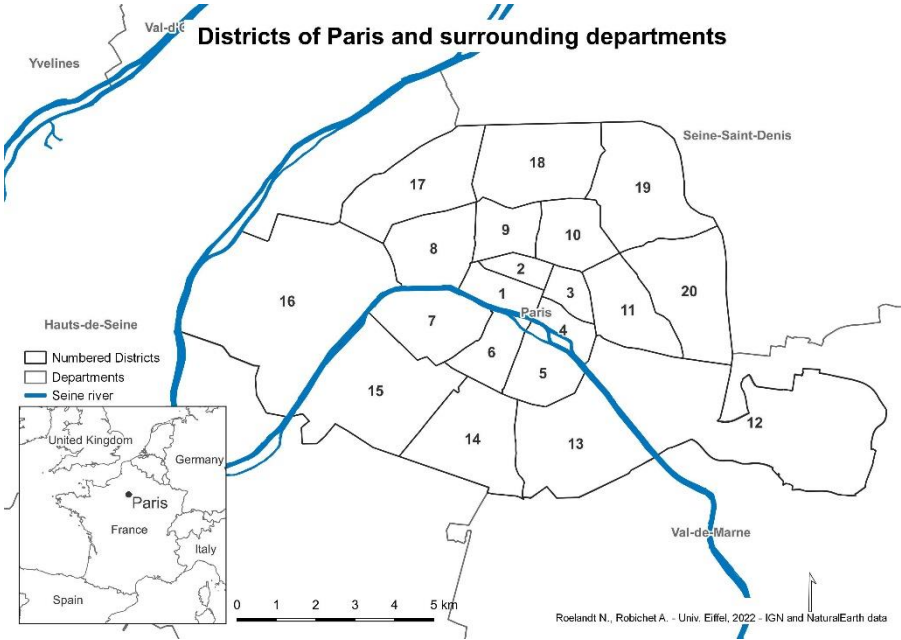 Districts of Paris and surrounding departments
Val-d'
Yvelines
Seine-Saint-Denis
18
17
19
9
10
8
2
16
1
3
20
11
Paris
Hauts-de-Seine
7
4
6
5
15
12
14
13
Numbered Districts
Departments
Seine river
United Kingdom
Germany
Paris
France
Italy
Spain
Val-de-Marne
0 1 2 3 4 5 km
Roelandt N., Robichet A. - Univ. Eiffel, 2022 - IGN and NaturalEarth data